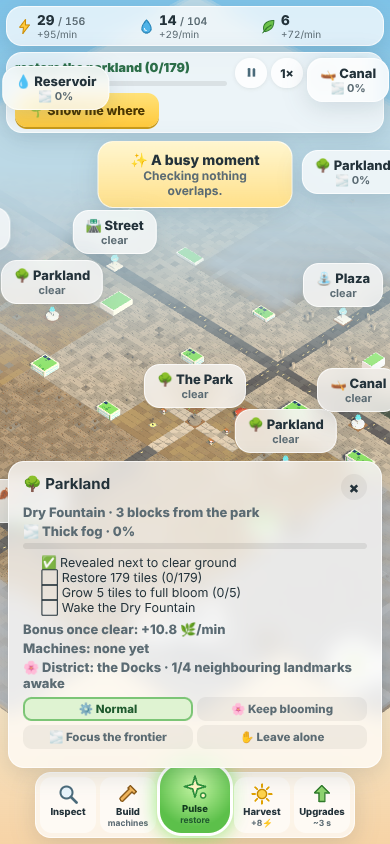 29 / 156
+95/min
14 / 104
+29/min
6
+72/min
restore the parkland (0/179)
1×
Canal
0%
Reservoir
0%
Show me where
✨ A busy moment
Checking nothing
overlaps.
Parkland
0%
Street
clear
Parkland
clear
Plaza
clear
The Park
clear
Canal
clear
Parkland
clear
Parkland
✖
Dry Fountain · 3 blocks from the park
Thick fog · 0%
✅ Revealed next to clear ground
Restore 179 tiles (0/179)
Grow 5 tiles to full bloom (0/5)
Wake the Dry Fountain
Bonus once clear: +10.8 🌿/min
Machines: none yet
🌸 District: the Docks · 1/4 neighbouring landmarks
awake
⚙️ Normal
🌸 Keep blooming
🌫️ Focus the frontier
✋ Leave alone
Inspect
Build
machines
Pulse
restore
Harvest
+8⚡
Upgrades
~3 s